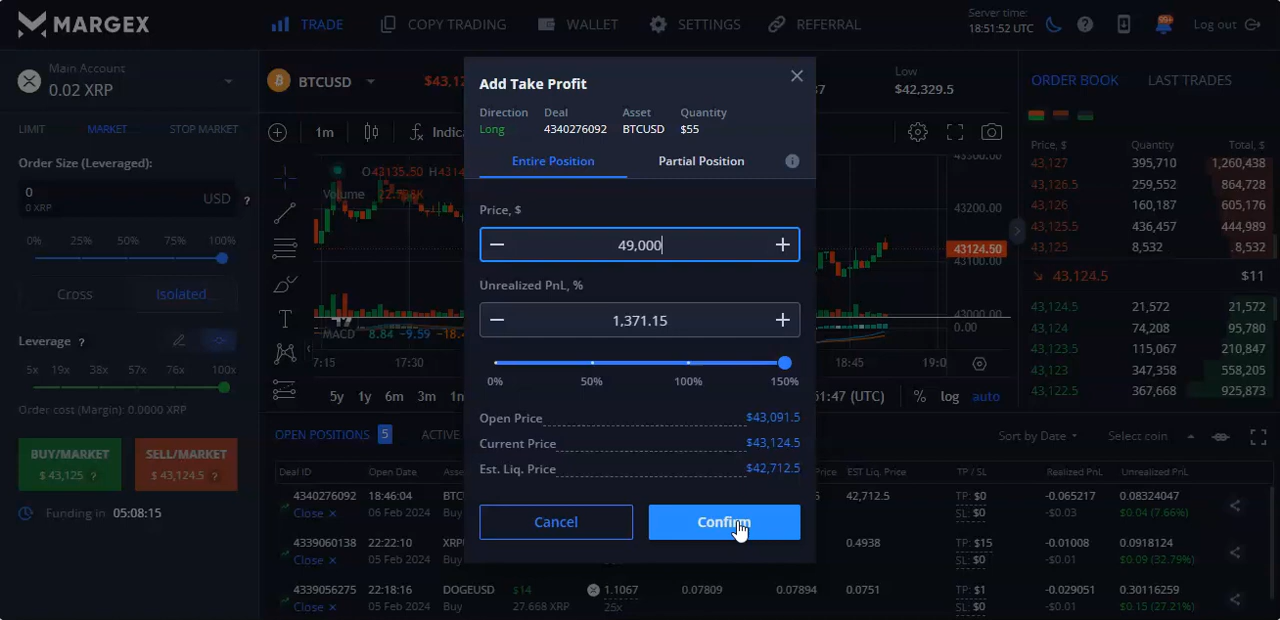 MARGEX
TRADE
COPY TRADING
WALLET
SETTINGS
REFERRAL
Server time:
18:51:52 UTC
99+
Log out
Main Account
0.02 XRP
BTCUSD
Low
$42,329.5
ORDER BOOK
LAST TRADES
LIMIT
MARKET
STOP MARKET
Order Size (Leveraged):
0
0 XRP
USD
?
0% 25% 50% 75% 100%
Cross
Isolated
Leverage ?
5x 19x 38x 57x 76x 100x
Order cost (Margin): 0.0000 XRP
BUY/MARKET
$ 43,125 ?
SELL/MARKET
$ 43,124.5 ?
Funding in 05:08:15
1m
Volume
43200.00
43124.50
43100.00
43000.00
0.00
MACD 8.84 -9.59
7:15 17:30
18:45
5y 1y 6m 3m
(UTC)
% log auto
Add Take Profit
Direction Deal Asset Quantity
Long 4340276092 BTCUSD $55
Entire Position
Partial Position
Price, $
49,000
Unrealized PnL, %
1,371.15
0% 50% 100% 150%
Open Price $43,091.5
Current Price $43,124.5
Est. Liq. Price $42,712.5
Cancel
Confirm
Price, $ Quantity Total, $
43,127 395,710 1,260,438
43,126.5 259,552 864,728
43,126 160,187 605,176
43,125.5 436,457 444,989
43,125 8,532 8,532
43,124.5 $11
43,124.5 21,572 21,572
43,124 74,208 95,780
43,123.5 115,067 210,847
43,123 347,358 558,205
43,122.5 367,668 925,873
OPEN POSITIONS 5
ACTIVE
Sort by Date
Select coin
Deal ID Open Date
Price EST Liq. Price TP / SL Realized PnL Unrealized PnL
4340276092 18:46:04
42,712.5 TP: $0 -0.065217 0.08324047
Close × 06 Feb 2024 Buy
SL: $0 -$0.03 $0.04 (7.66%)
4339060138 22:22:10
0.4938 TP: $15 -0.01008 0.0918124
Close × 05 Feb 2024 Buy
SL: $0 -$0.01 $0.09 (32.79%)
4339056275 22:18:16 DOGEUSD $14 1.1067 0.07809 0.07894 0.0751 TP: $1 -0.029051 0.30116259
Close × 05 Feb 2024 Buy 27.668 XRP 25x SL: $0 -$0.01 $0.15 (27.21%)